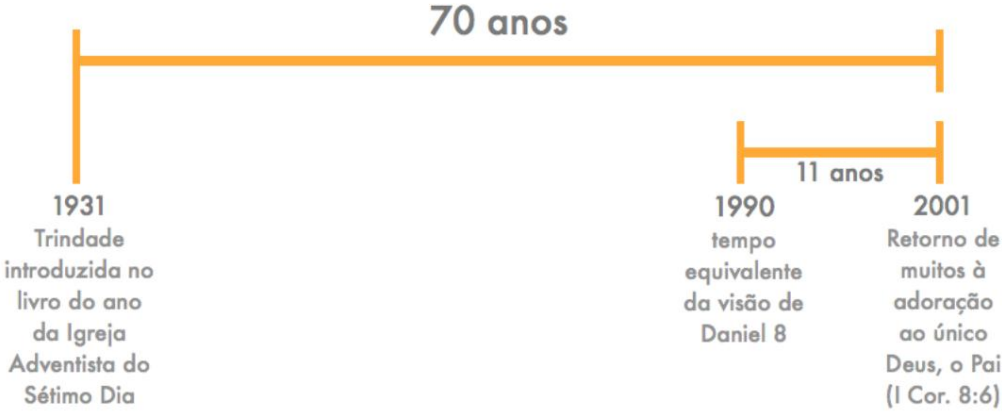 70 anos
11 anos
1931
Trindade
introduzida no
livro do ano
da Igreja
Adventista do
Sétimo Dia
1990
tempo
equivalente
da visão de
Daniel 8
2001
Retorno de
muitos à
adoração
ao único
Deus, o Pai
(I Cor. 8:6)